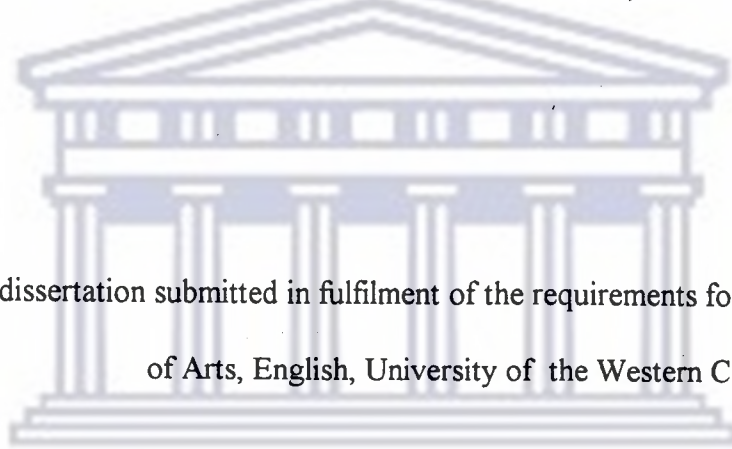 dissertation submitted in fulfilment of the requirements fo
of Arts, English, University of the Western C